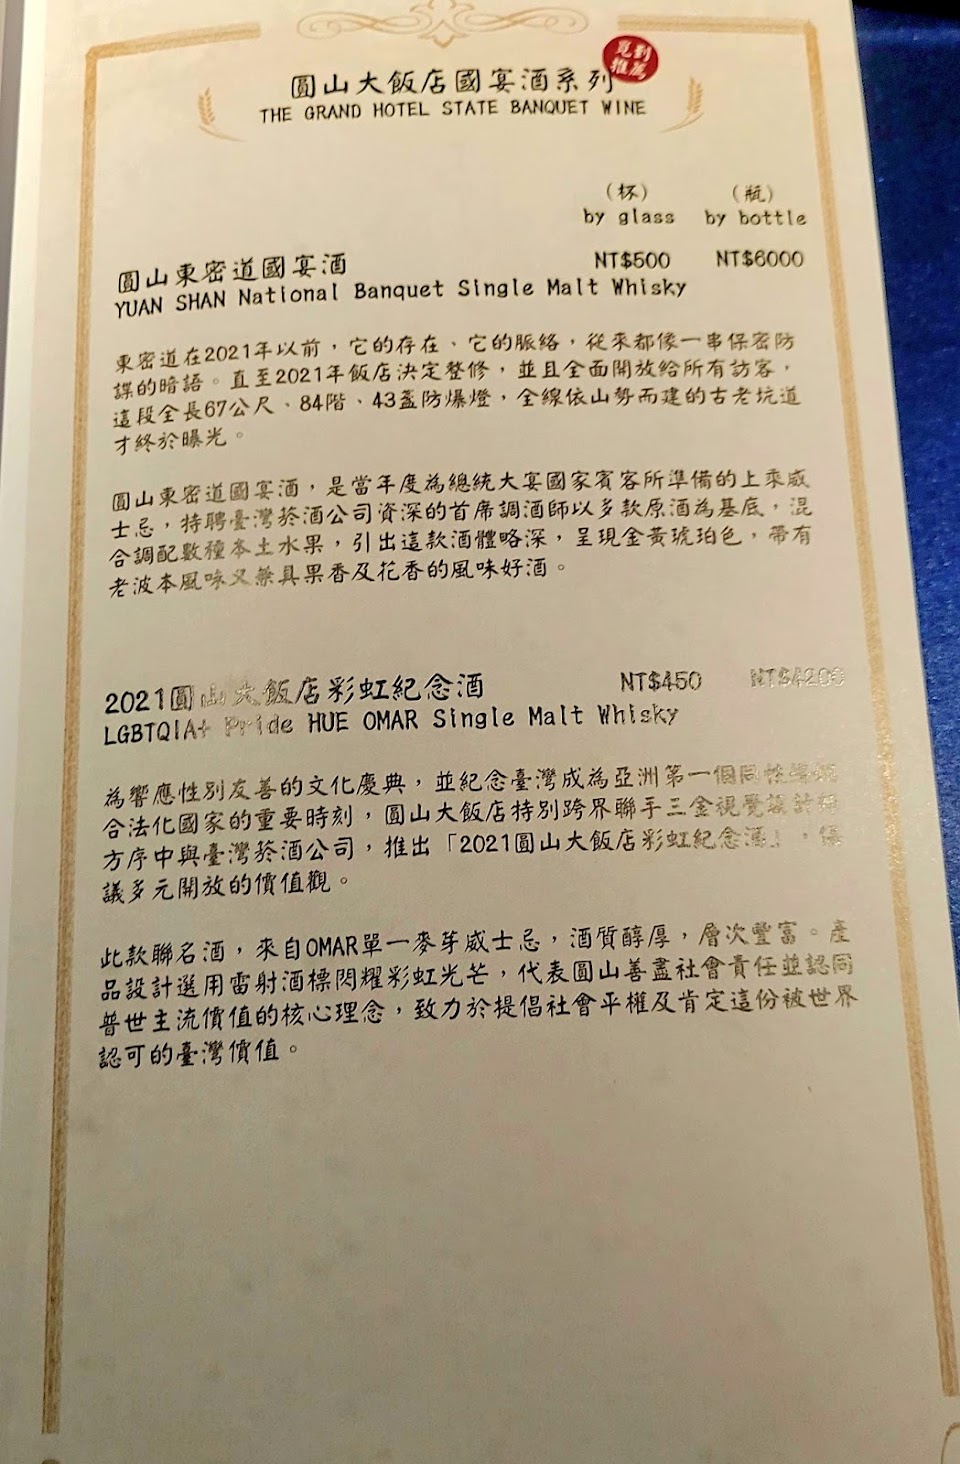 圓山大飯店國宴酒系列
覓對
推薦
THE GRAND HOTEL STATE BANQUET WINE
(杯) (瓶)
by glass by bottle
圓山東密道國宴酒 NT$500 NT$6000
YUAN SHAN National Banquet Single Malt Whisky
東密道在2021年以前，它的存在、它的脈絡，從來都像一串保密防
諜的暗語。直至2021年飯店決定整修，並且全面開放給所有訪客，
這段全長67公尺、84階、43盞防爆燈，全線依山勢而建的古老坑道
才終於曝光。
圓山東密道國宴酒，是當年度為總統大宴國家賓客所準備的上乘威
士忌，特聘臺灣菸酒公司資深的首席調酒師以多款原酒為基底，混
合調配數種本土水果，引出這款酒體略深，呈現金黃琥珀色，帶有
老波本風味又兼具果香及花香的風味好酒。
2021圓山大飯店彩虹紀念酒 NT$450 NT$4200
LGBTQIA+ Pride HUE OMAR Single Malt Whisky
為響應性別友善的文化慶典，並紀念臺灣成為亞洲第一個同性婚姻
合法化國家的重要時刻，圓山大飯店特別跨界聯手三金視覺設計師
方序中與臺灣菸酒公司，推出「2021圓山大飯店彩虹紀念酒」，倡
議多元開放的價值觀。
此款聯名酒，來自OMAR單一麥芽威士忌，酒質醇厚，層次豐富。產
品設計選用雷射酒標閃耀彩虹光芒，代表圓山善盡社會責任並認同
普世主流價值的核心理念，致力於提倡社會平權及肯定這份被世界
認可的臺灣價值。